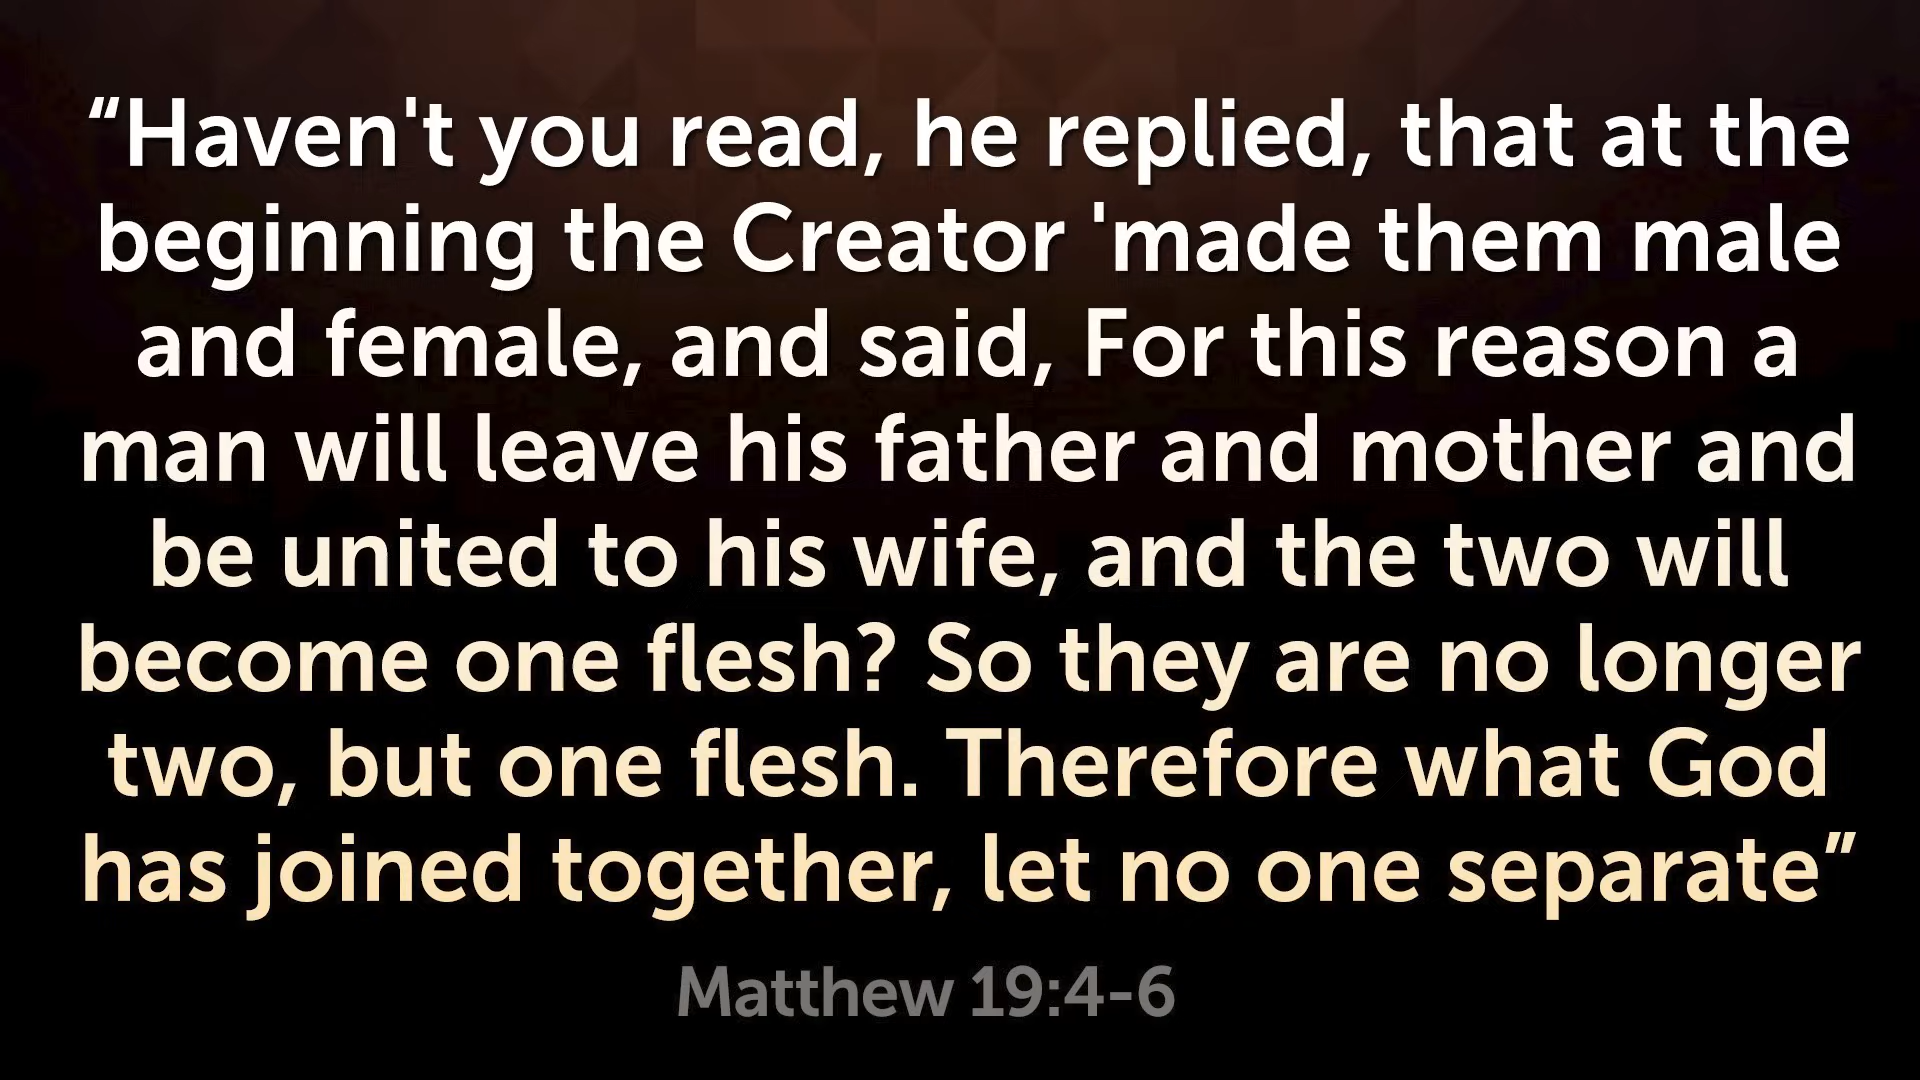 “Haven't you read, he replied, that at the
beginning the Creator 'made them male
and female, and said, For this reason a
man will leave his father and mother and
be united to his wife, and the two will
become one flesh? So they are no longer
two, but one flesh. Therefore what God
has joined together, let no one separate”
Matthew 19:4-6